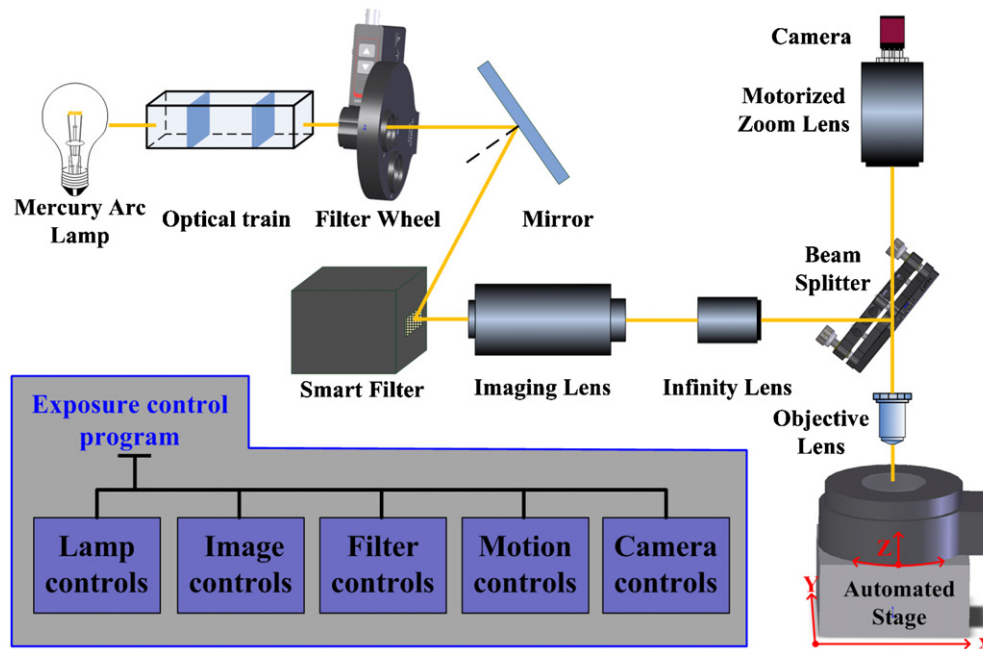 Camera
Motorized
Zoom Lens
Mercury Arc
Lamp
Optical train
Filter Wheel
Mirror
Beam
Splitter
Smart Filter
Imaging Lens
Infinity Lens
Objective
Lens
Exposure control
program
Lamp
controls
Image
controls
Filter
controls
Motion
controls
Camera
controls
Z
Y
X
Automated
Stage